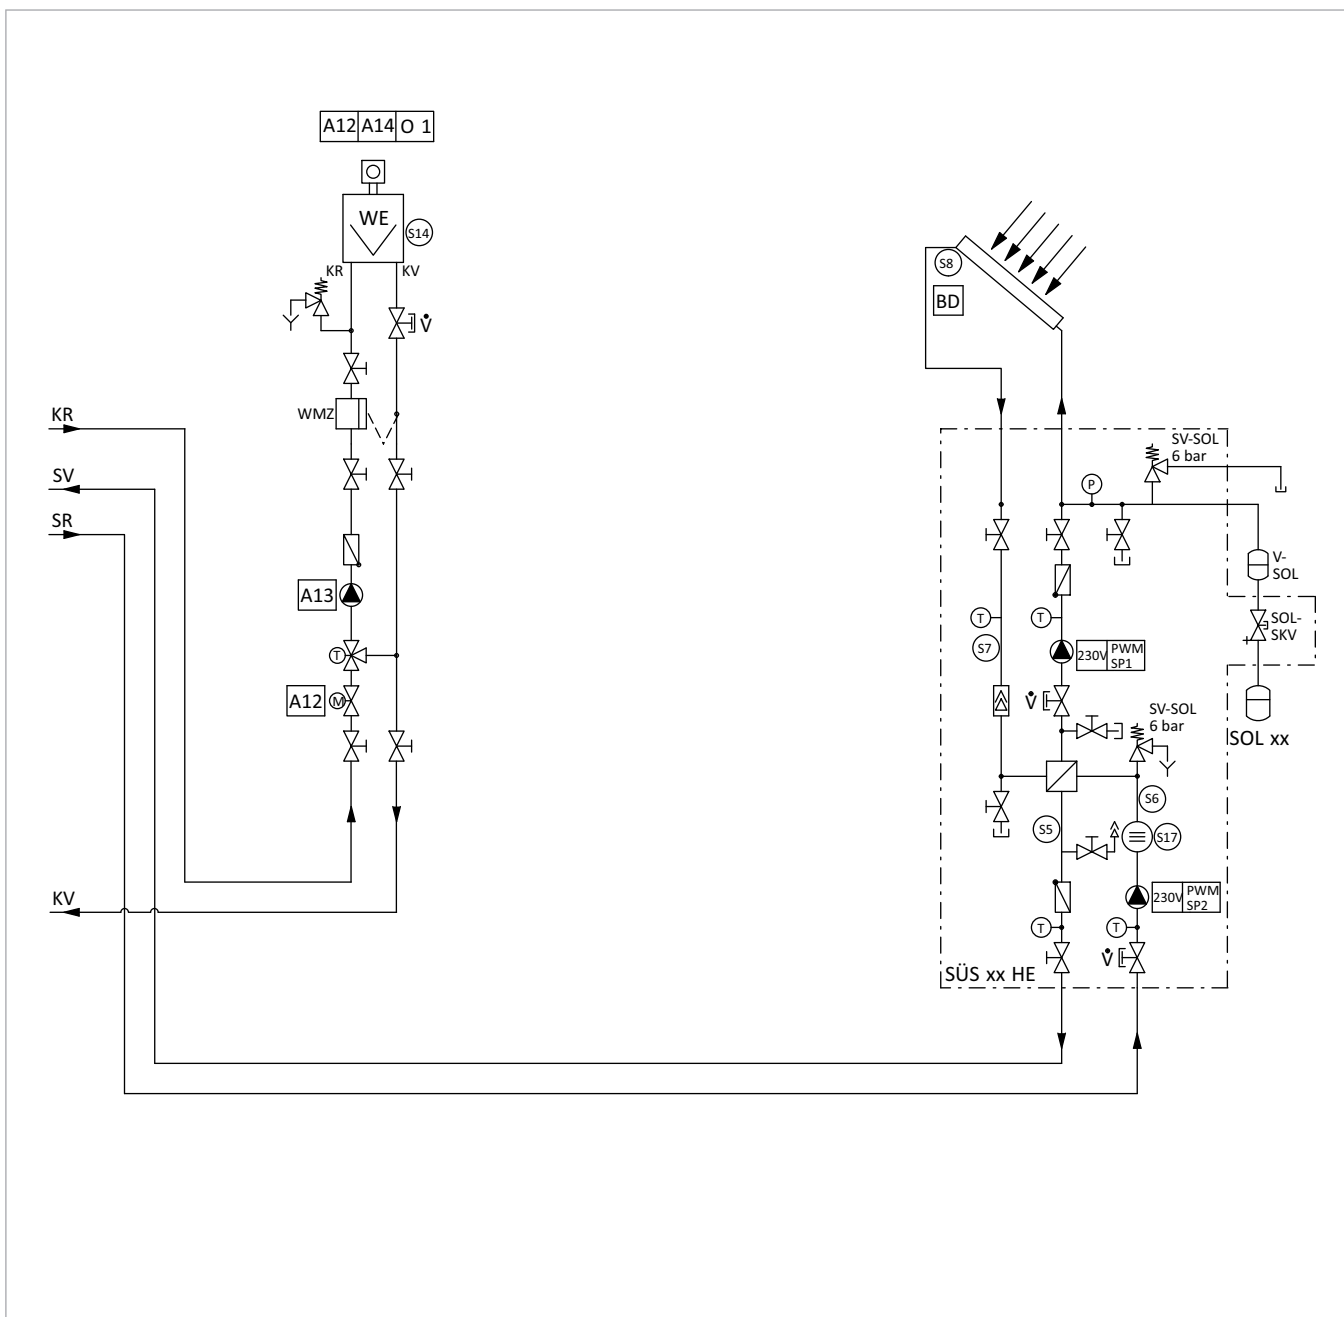 A12 A14 O 1
WE
S14
KR KV
V̇
WMZ
KR
SV
SR
A13
T
A12 M
KV
S8
BD
SV-SOL
6 bar
P
V-
SOL
SOL-
SKV
SOL xx
T T
S7
230V PWM
SP1
V̇
SV-SOL
6 bar
S6
S5
S17
230V PWM
SP2
T T
V̇
SÜS xx HE